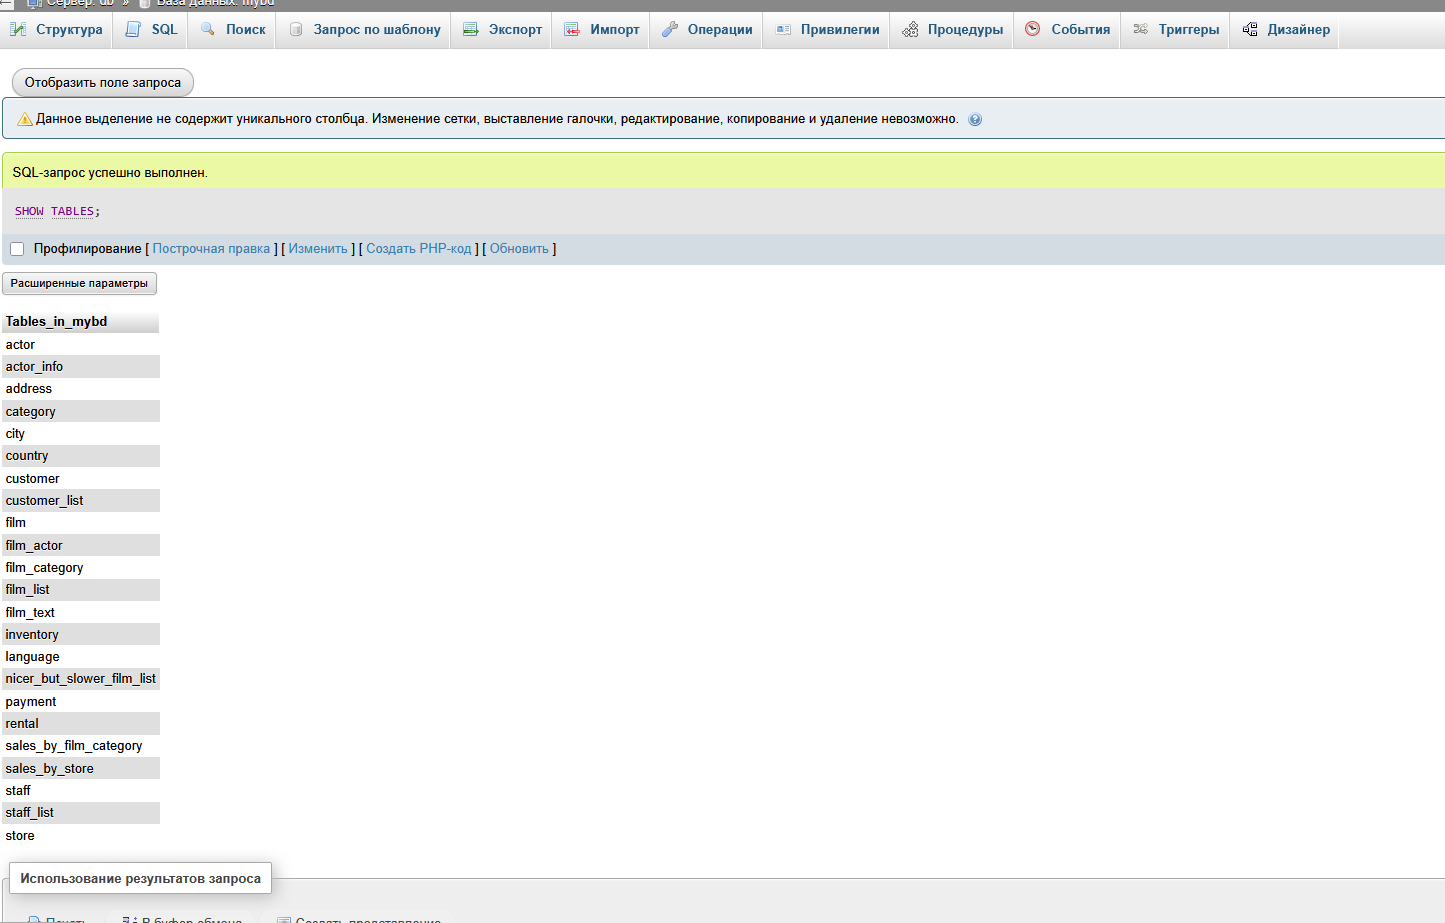 Сервер: db » База данных: mybd
Структура SQL Поиск Запрос по шаблону Экспорт Импорт Операции Привилегии Процедуры События Триггеры Дизайнер
Отобразить поле запроса
Данное выделение не содержит уникального столбца. Изменение сетки, выставление галочки, редактирование, копирование и удаление невозможно.
SQL-запрос успешно выполнен.
SHOW TABLES;
Профилирование [ Построчная правка ] [ Изменить ] [ Создать PHP-код ] [ Обновить ]
Расширенные параметры
Tables_in_mybd
actor
actor_info
address
category
city
country
customer
customer_list
film
film_actor
film_category
film_list
film_text
inventory
language
nicer_but_slower_film_list
payment
rental
sales_by_film_category
sales_by_store
staff
staff_list
store
Использование результатов запроса
Печать В буфер обмена Создать представление